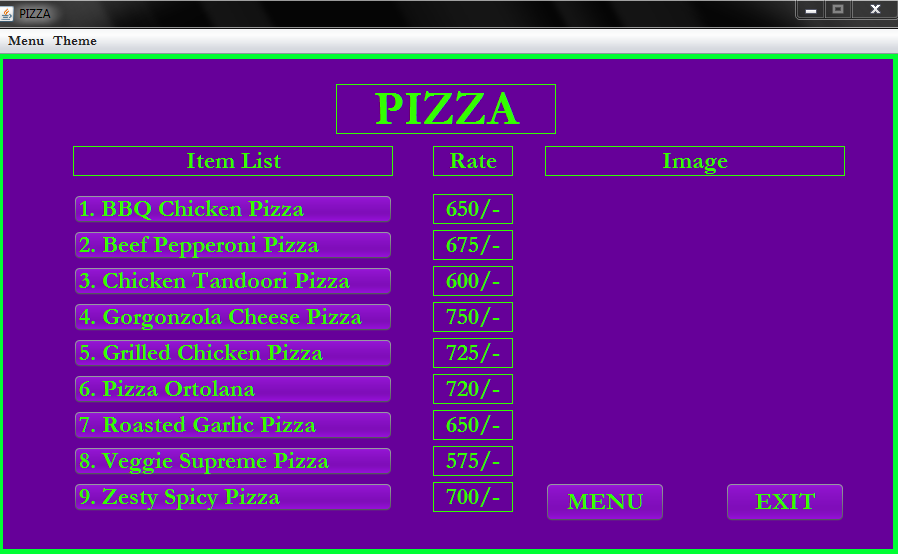 PIZZA
Menu Theme
PIZZA
Item List Rate Image
1. BBQ Chicken Pizza 650/-
2. Beef Pepperoni Pizza 675/-
3. Chicken Tandoori Pizza 600/-
4. Gorgonzola Cheese Pizza 750/-
5. Grilled Chicken Pizza 725/-
6. Pizza Ortolana 720/-
7. Roasted Garlic Pizza 650/-
8. Veggie Supreme Pizza 575/-
9. Zesty Spicy Pizza 700/-
MENU EXIT